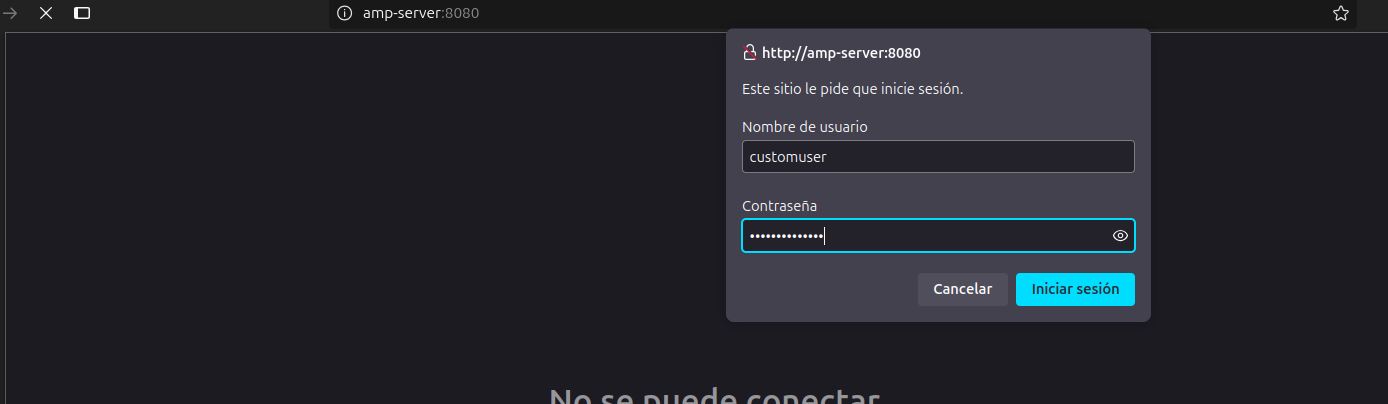 amp-server:8080
http://amp-server:8080
Este sitio le pide que inicie sesión.
Nombre de usuario
customuser
Contraseña
••••••••••••••
Cancelar
Iniciar sesión
No se puede conectar